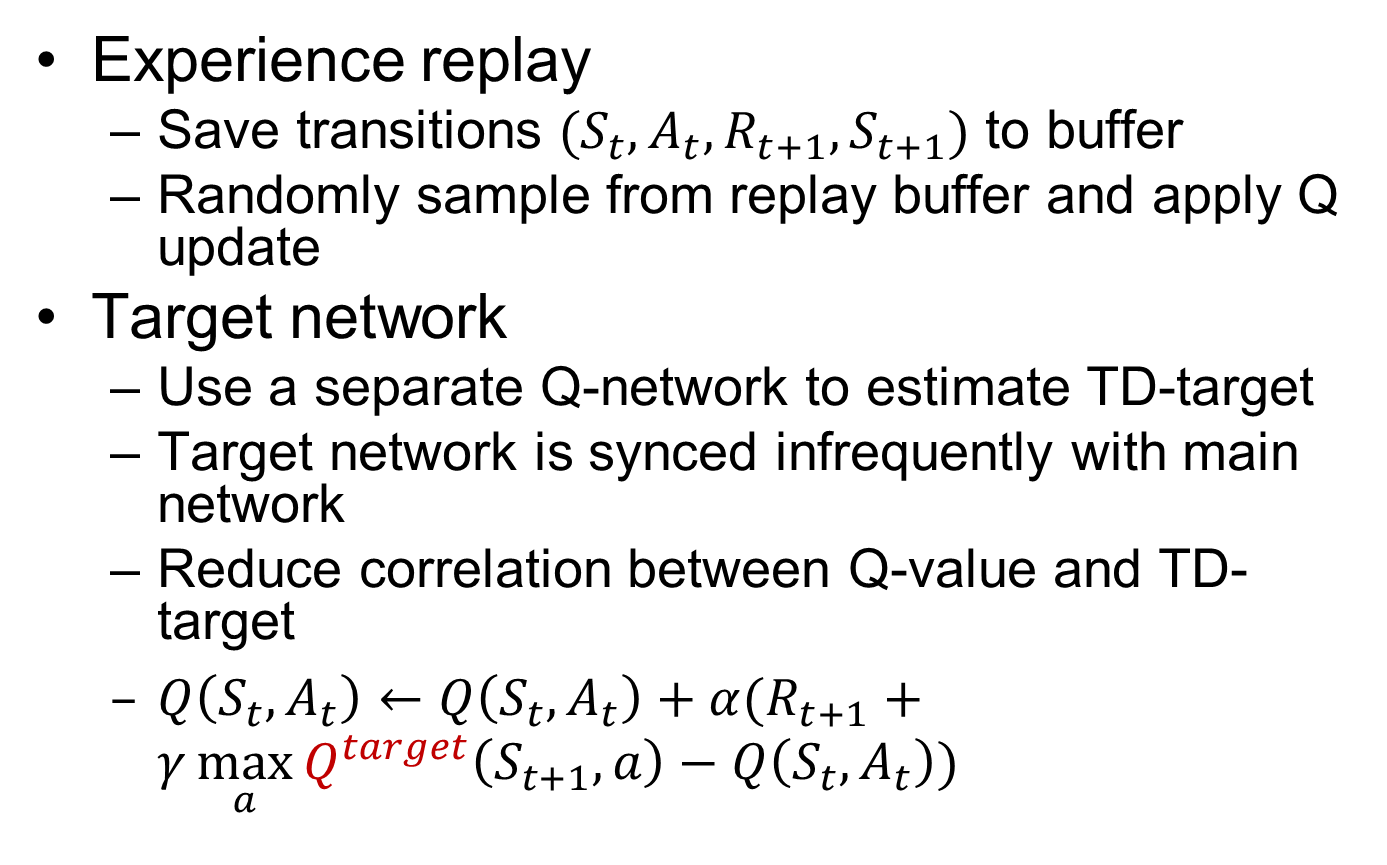 • Experience replay
– Save transitions (S_t, A_t, R_{t+1}, S_{t+1}) to buffer
– Randomly sample from replay buffer and apply Q
update
• Target network
– Use a separate Q-network to estimate TD-target
– Target network is synced infrequently with main
network
– Reduce correlation between Q-value and TD-
target
– Q(S_t, A_t) ← Q(S_t, A_t) + α(R_{t+1} +
γ max_a Q^{target}(S_{t+1}, a) − Q(S_t, A_t))